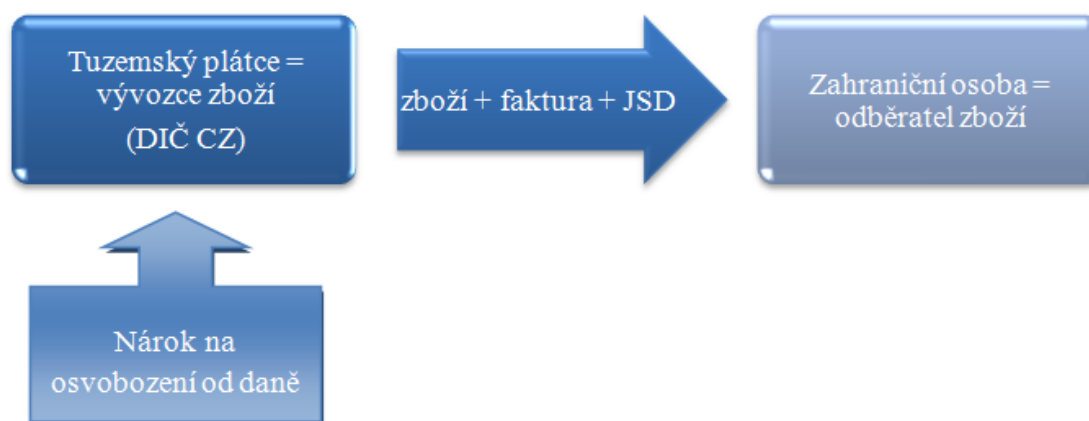 Tuzemský plátce =
vývozce zboží
(DIČ CZ)
zboží + faktura + JSD
Zahraniční osoba =
odběratel zboží
Nárok na
osvobození od daně